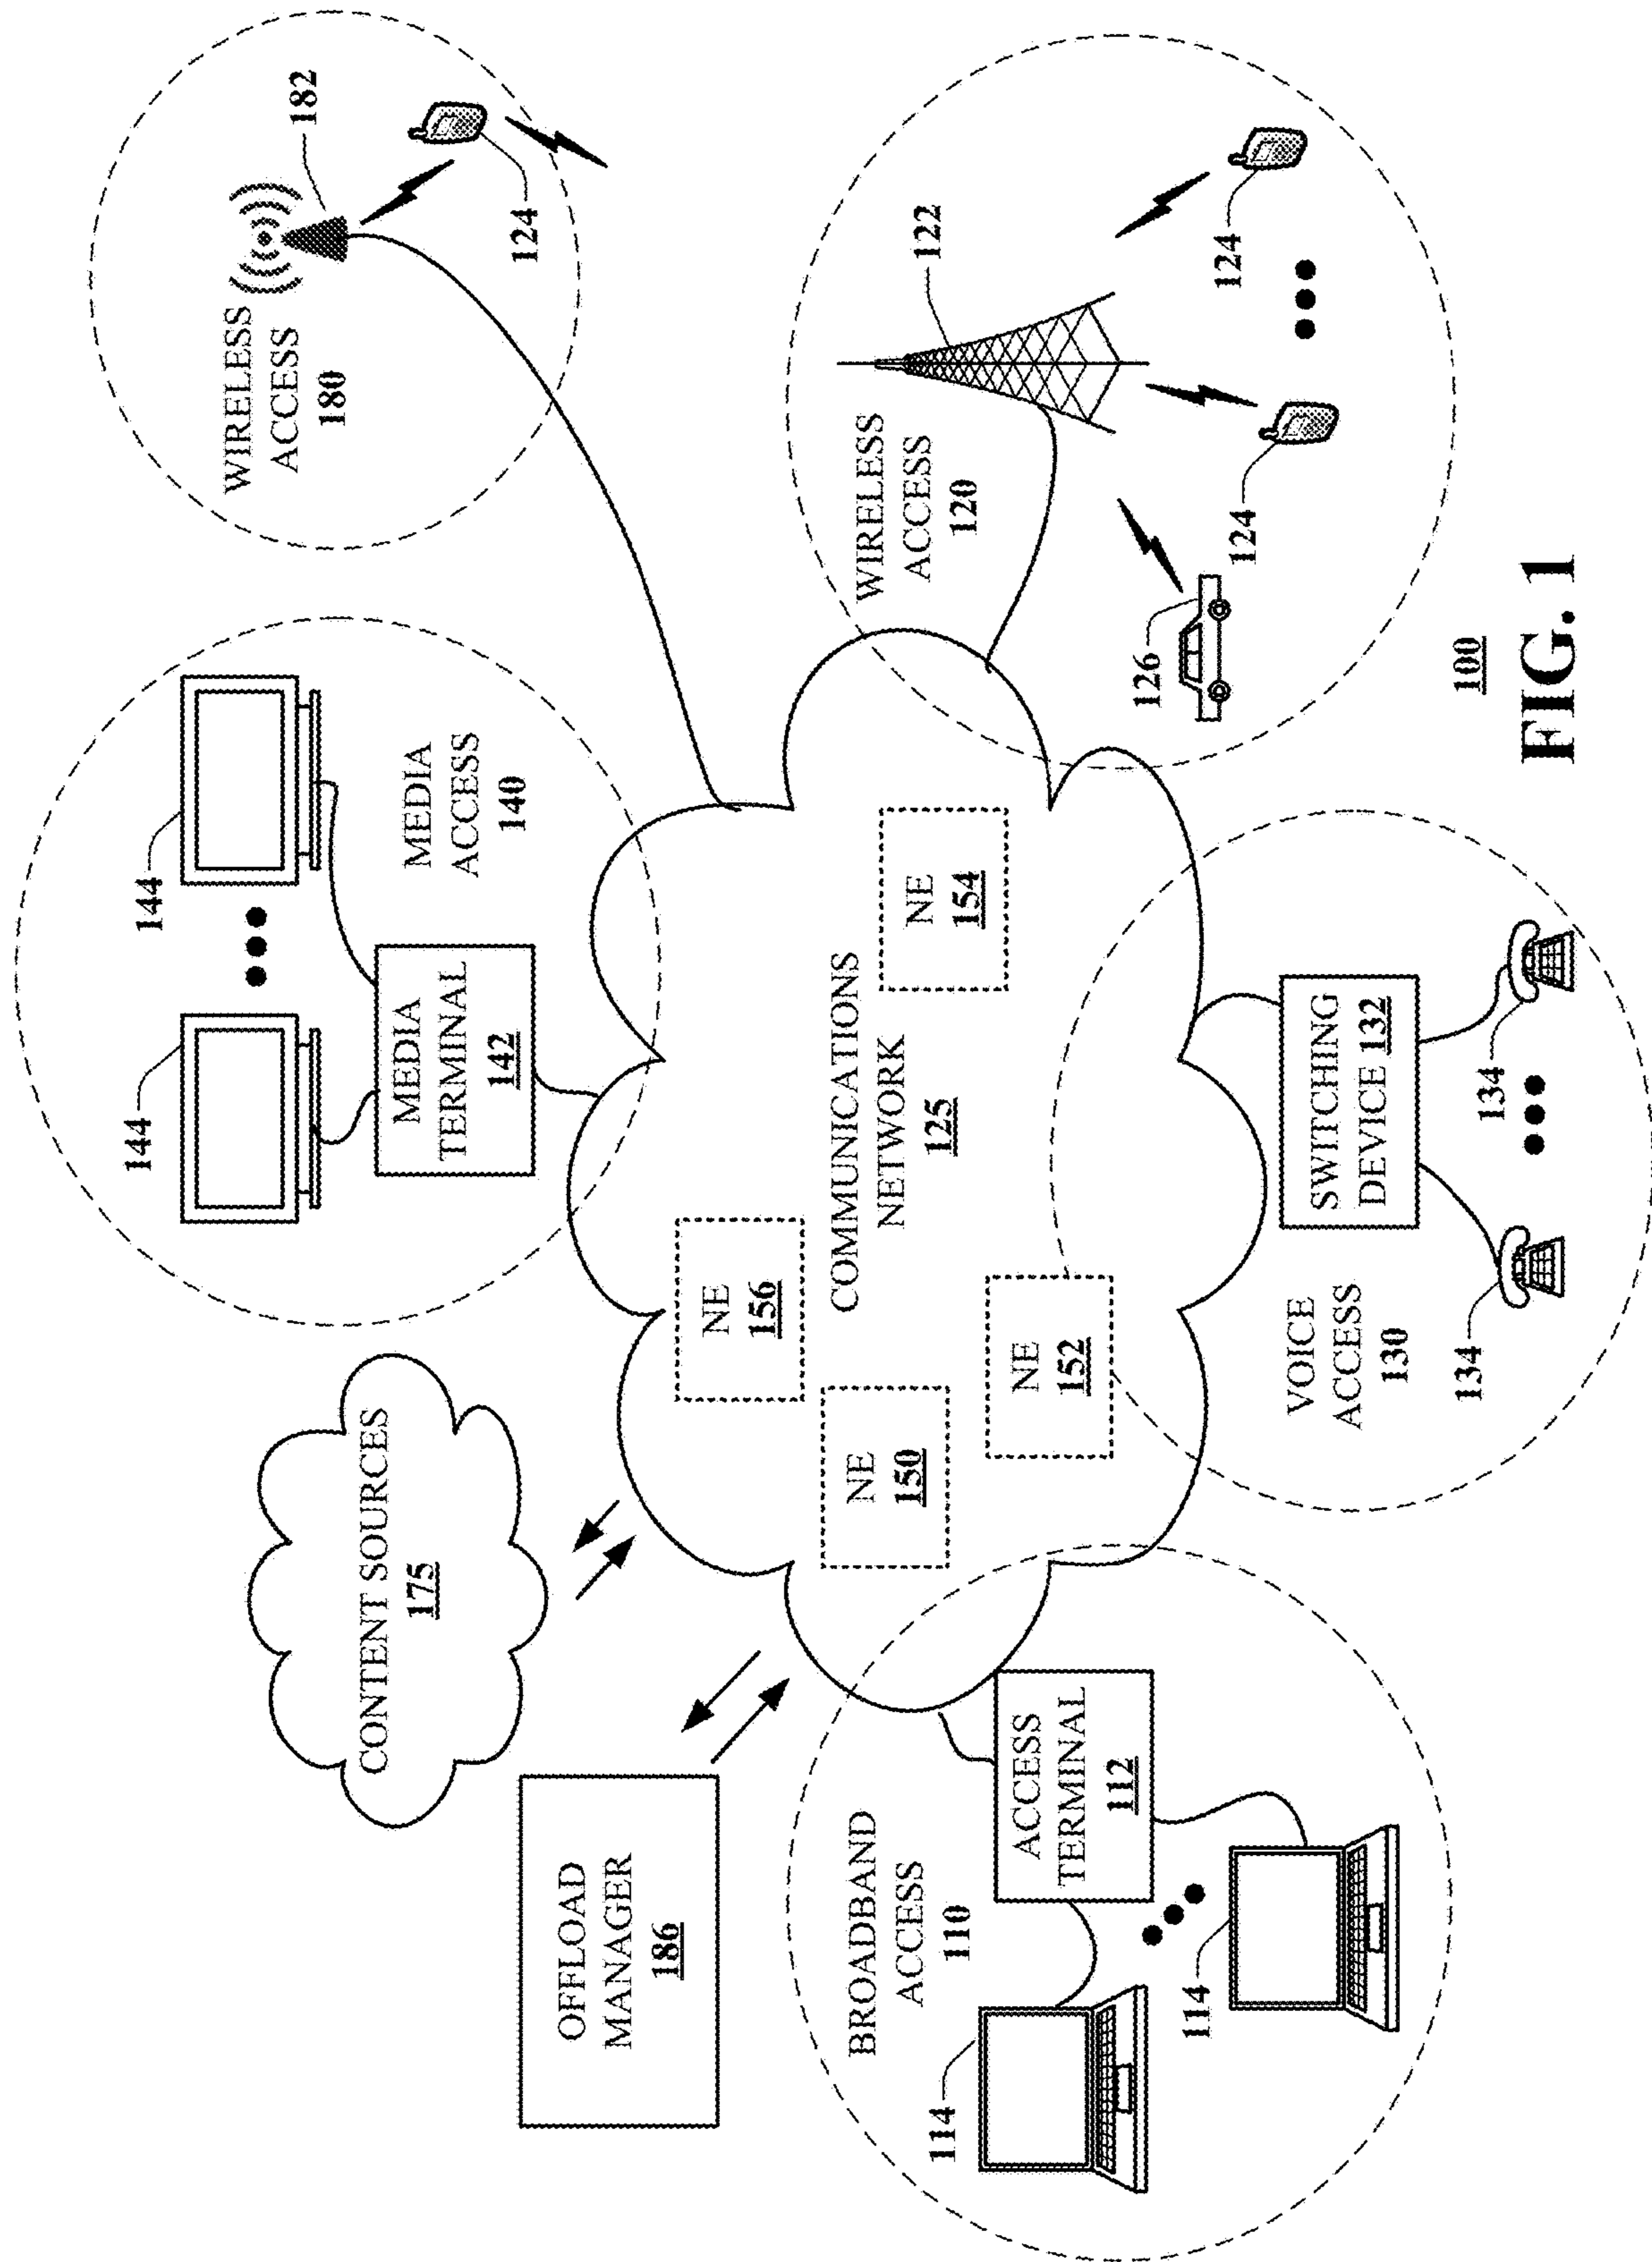 OFFLOAD
MANAGER
186
CONTENT SOURCES
175
144
144
MEDIA
TERMINAL
142
MEDIA
ACCESS
140
WIRELESS
ACCESS
180
182
124
BROADBAND
ACCESS
110
114
114
ACCESS
TERMINAL
112
NE
150
NE
156
NE
152
NE
154
COMMUNICATIONS
NETWORK
125
WIRELESS
ACCESS
120
122
126
124
124
VOICE
ACCESS
130
SWITCHING
DEVICE 132
134
134
100
FIG. 1